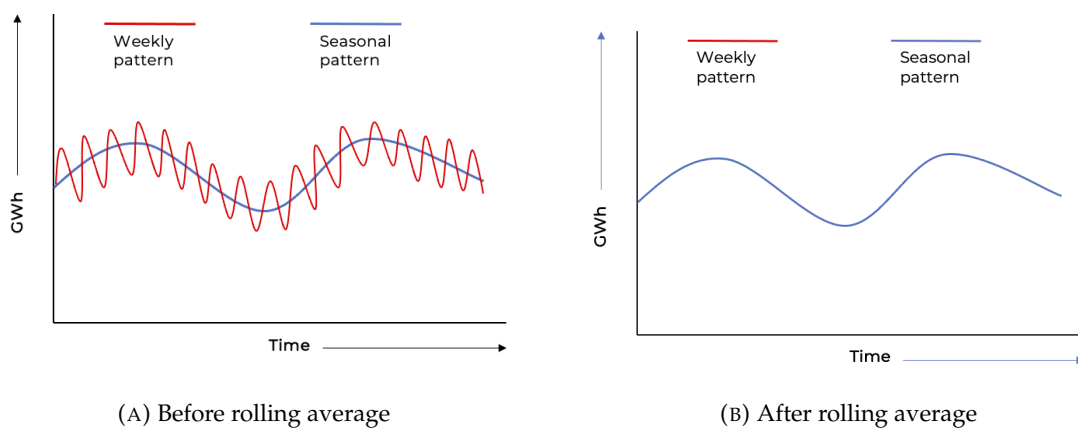 Weekly
pattern
Seasonal
pattern
GWh
Time
(A) Before rolling average
Weekly
pattern
Seasonal
pattern
GWh
Time
(B) After rolling average